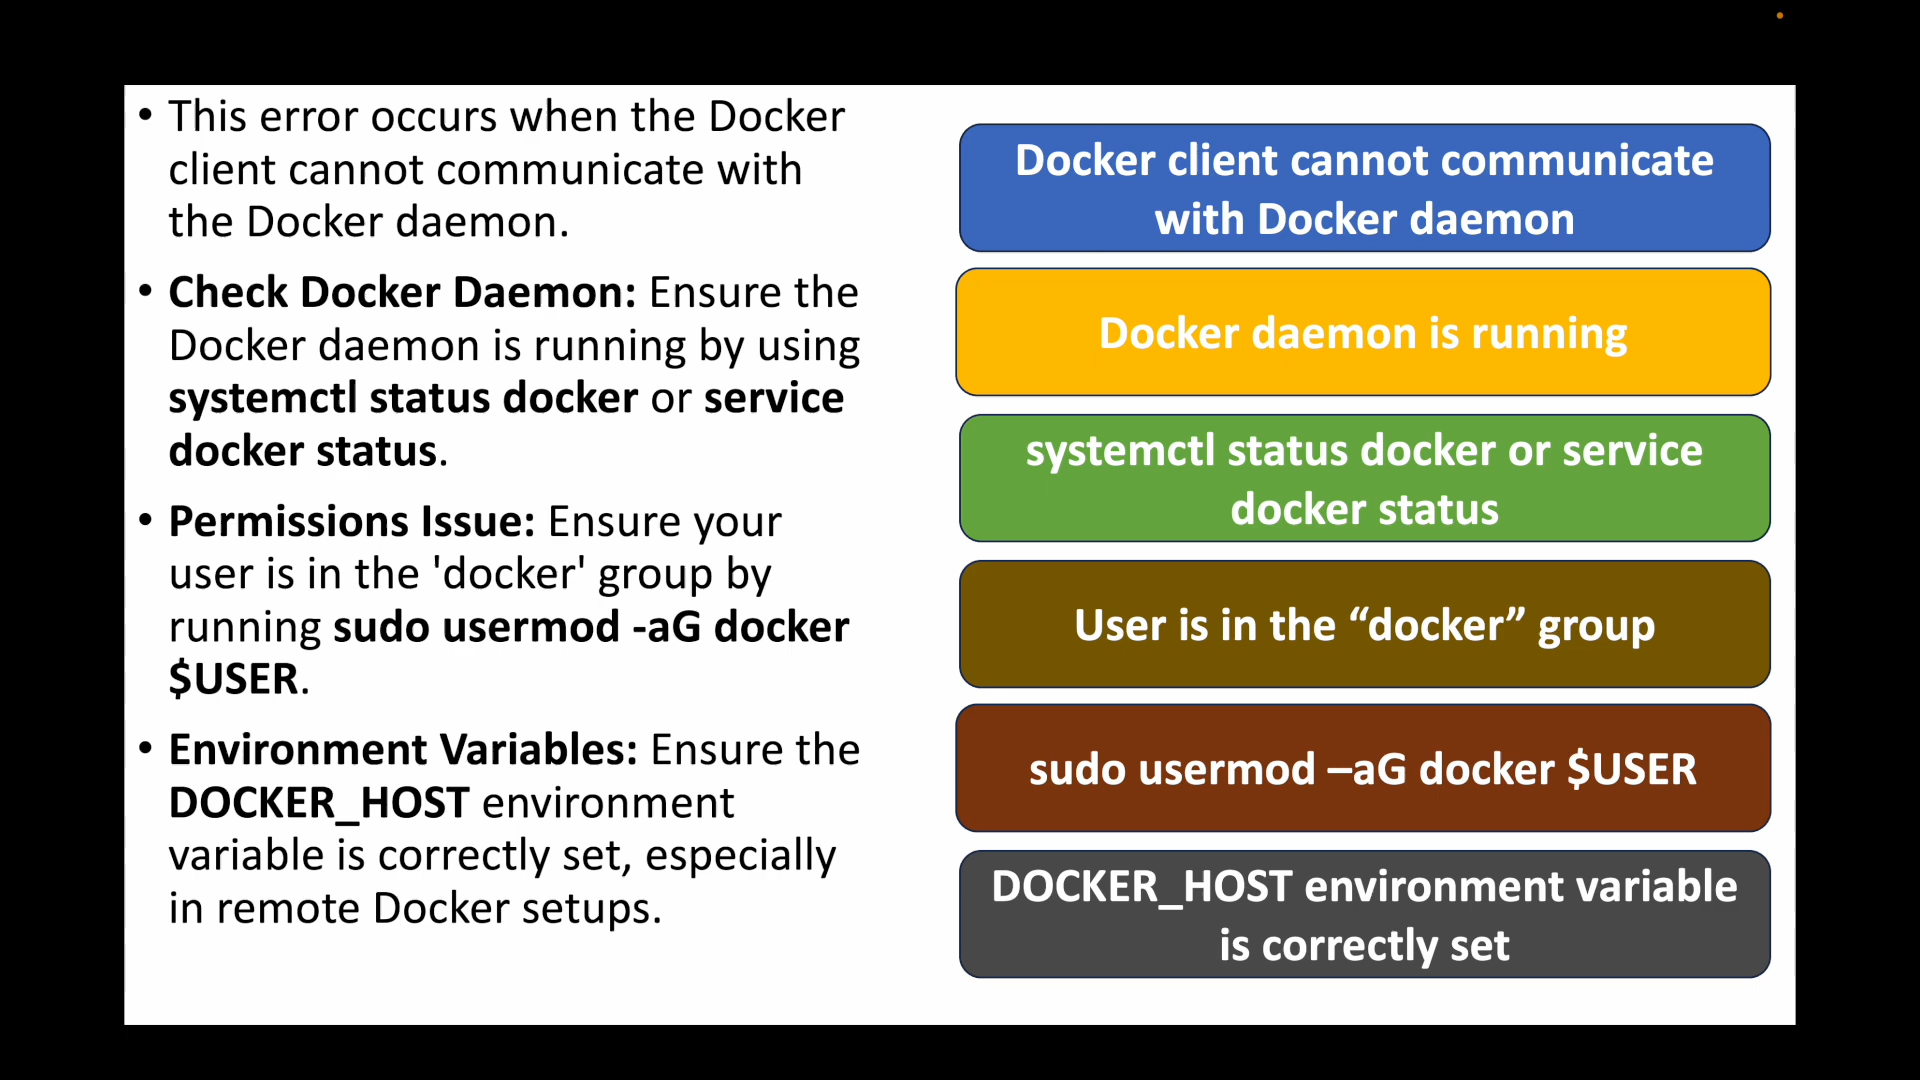 • This error occurs when the Docker
client cannot communicate with
the Docker daemon.
• Check Docker Daemon: Ensure the
Docker daemon is running by using
systemctl status docker or service
docker status.
• Permissions Issue: Ensure your
user is in the 'docker' group by
running sudo usermod -aG docker
$USER.
• Environment Variables: Ensure the
DOCKER_HOST environment
variable is correctly set, especially
in remote Docker setups.
Docker client cannot communicate
with Docker daemon
Docker daemon is running
systemctl status docker or service
docker status
User is in the “docker” group
sudo usermod –aG docker $USER
DOCKER_HOST environment variable
is correctly set